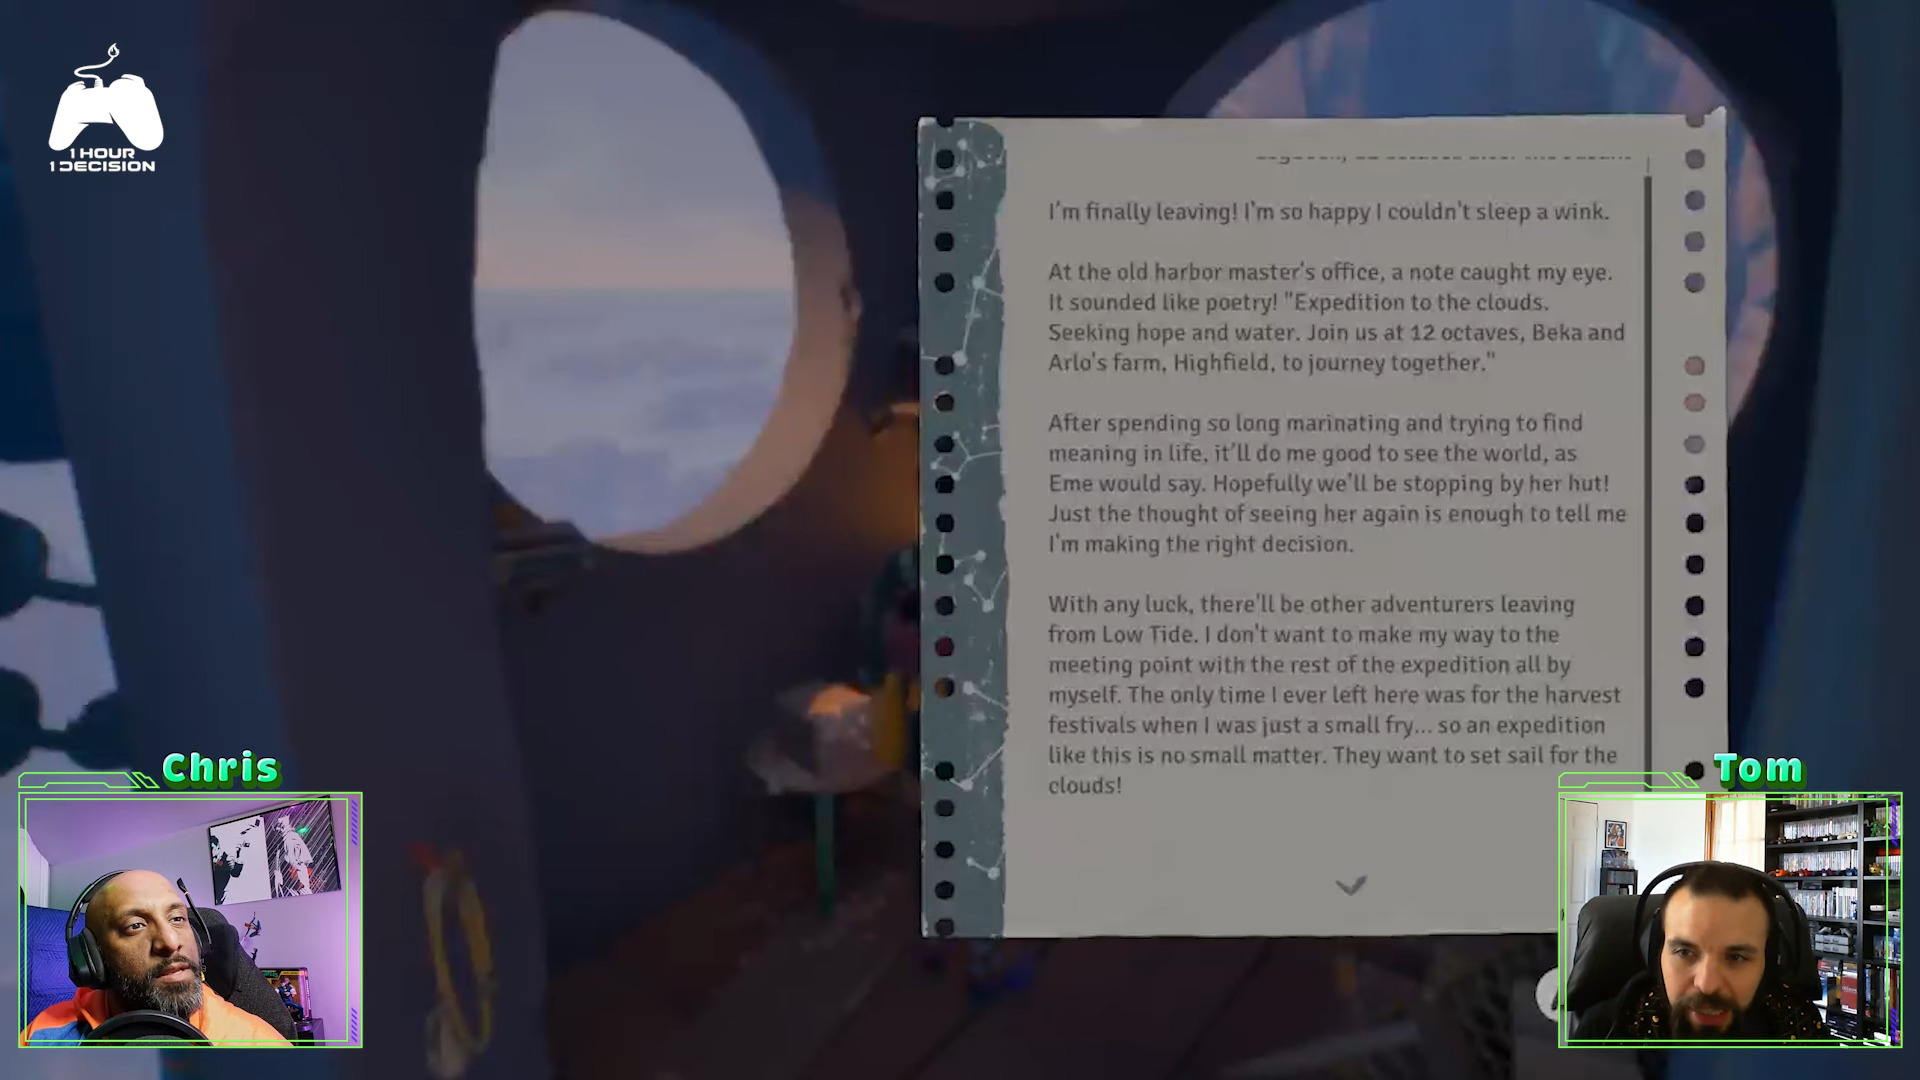 1 HOUR
1 DECISION
I'm finally leaving! I'm so happy I couldn't sleep a wink.
At the old harbor master's office, a note caught my eye.
It sounded like poetry! "Expedition to the clouds.
Seeking hope and water. Join us at 12 octaves, Beka and
Arlo's farm, Highfield, to journey together."
After spending so long marinating and trying to find
meaning in life, it'll do me good to see the world, as
Eme would say. Hopefully we'll be stopping by her hut!
Just the thought of seeing her again is enough to tell me
I'm making the right decision.
With any luck, there'll be other adventurers leaving
from Low Tide. I don't want to make my way to the
meeting point with the rest of the expedition all by
myself. The only time I ever left here was for the harvest
festivals when I was just a small fry... so an expedition
like this is no small matter. They want to set sail for the
clouds!
Chris
Tom